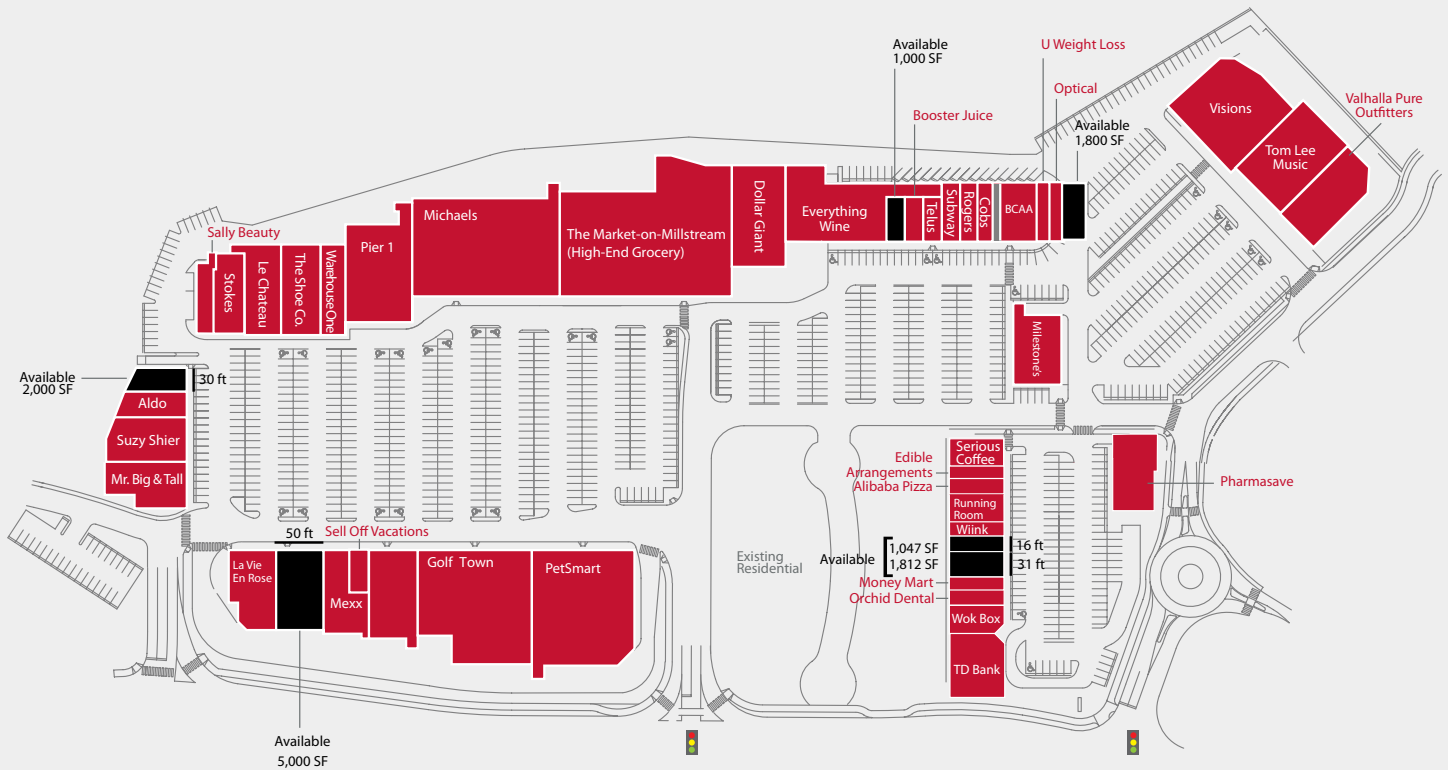 Available
1,000 SF
U Weight Loss
Optical
Booster Juice
Available
1,800 SF
Visions
Tom Lee
Music
Valhalla Pure
Outfitters
Sally Beauty
Stokes
Le Chateau
The Shoe Co.
Warehouse One
Pier 1
Michaels
The Market-on-Millstream
(High-End Grocery)
Dollar Giant
Everything
Wine
Telus
Subway
Rogers
Cobs
BCAA
Milestone's
Available
2,000 SF
30 ft
Aldo
Suzy Shier
Mr. Big & Tall
50 ft
Sell Off Vacations
La Vie
En Rose
Mexx
Golf Town
PetSmart
Available
5,000 SF
Existing
Residential
Serious
Coffee
Edible
Arrangements
Alibaba Pizza
Running
Room
Wiink
Available
1,047 SF
1,812 SF
16 ft
31 ft
Money Mart
Orchid Dental
Wok Box
TD Bank
Pharmasave